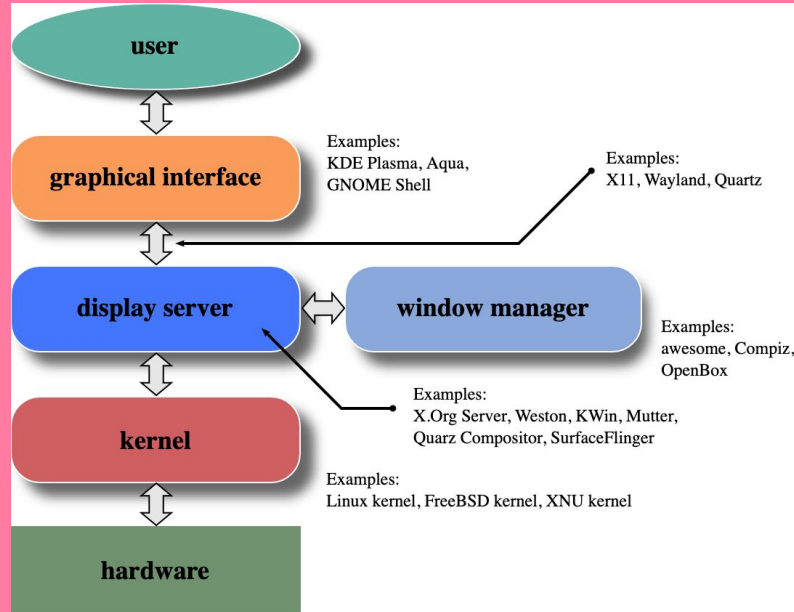 user
graphical interface
Examples:
KDE Plasma, Aqua,
GNOME Shell
Examples:
X11, Wayland, Quartz
display server
window manager
Examples:
awesome, Compiz,
OpenBox
Examples:
X.Org Server, Weston, KWin, Mutter,
Quarz Compositor, SurfaceFlinger
kernel
Examples:
Linux kernel, FreeBSD kernel, XNU kernel
hardware